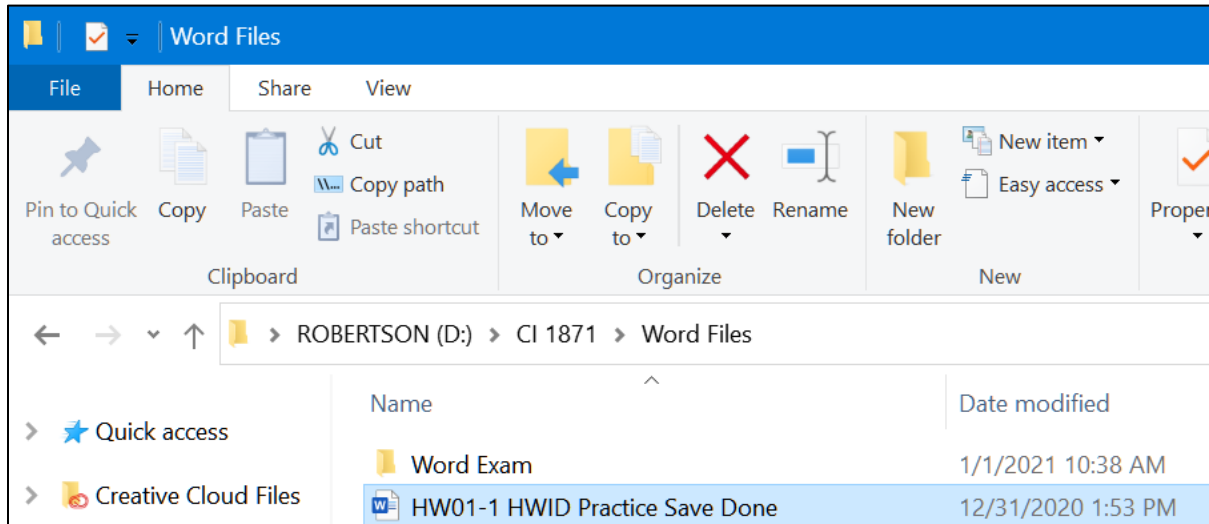 Word Files
File Home Share View
Cut
Copy path
Paste shortcut
Pin to Quick access
Copy
Paste
Clipboard
Move to
Copy to
Delete
Rename
Organize
New folder
New item
Easy access
New
Proper
ROBERTSON (D:) > CI 1871 > Word Files
Name Date modified
Quick access
Word Exam 1/1/2021 10:38 AM
Creative Cloud Files
HW01-1 HWID Practice Save Done 12/31/2020 1:53 PM